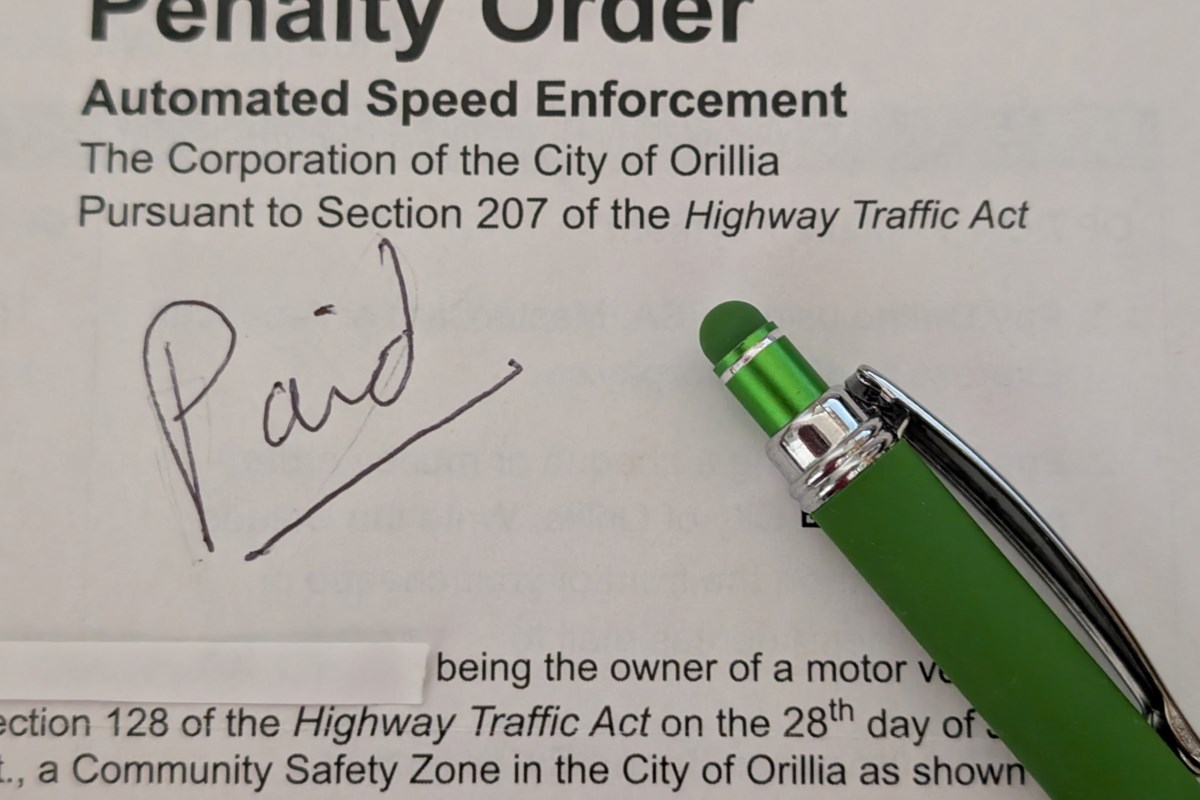 Penalty Order
Automated Speed Enforcement
The Corporation of the City of Orillia
Pursuant to Section 207 of the Highway Traffic Act
Paid
being the owner of a motor
ection 128 of the Highway Traffic Act on the 28th day of
t., a Community Safety Zone in the City of Orillia as shown